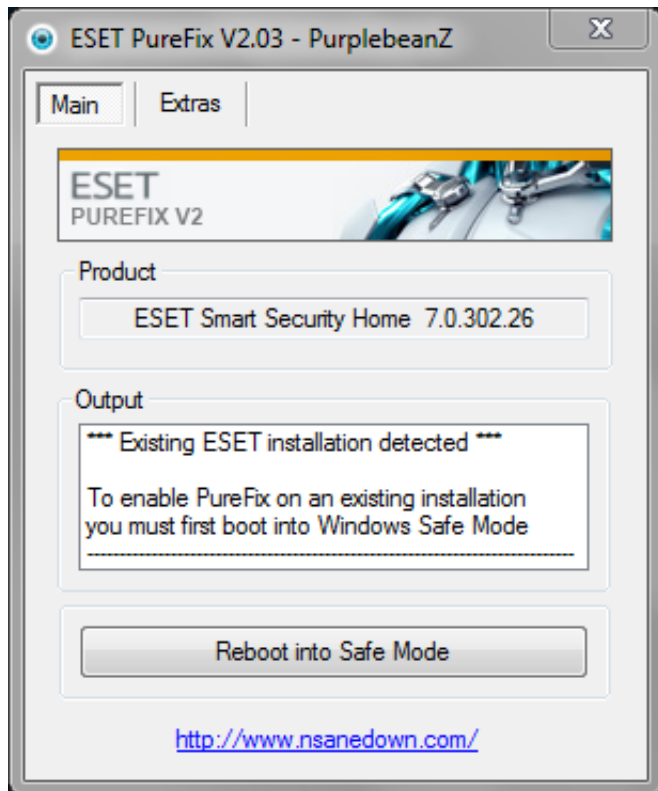 ESET PureFix V2.03 - PurplebeanZ
Main
Extras
ESET
PUREFIX V2
Product
ESET Smart Security Home 7.0.302.26
Output
*** Existing ESET installation detected ***
To enable PureFix on an existing installation
you must first boot into Windows Safe Mode
--------------------------------------------------------------------------------
Reboot into Safe Mode
http://www.nsanedown.com/